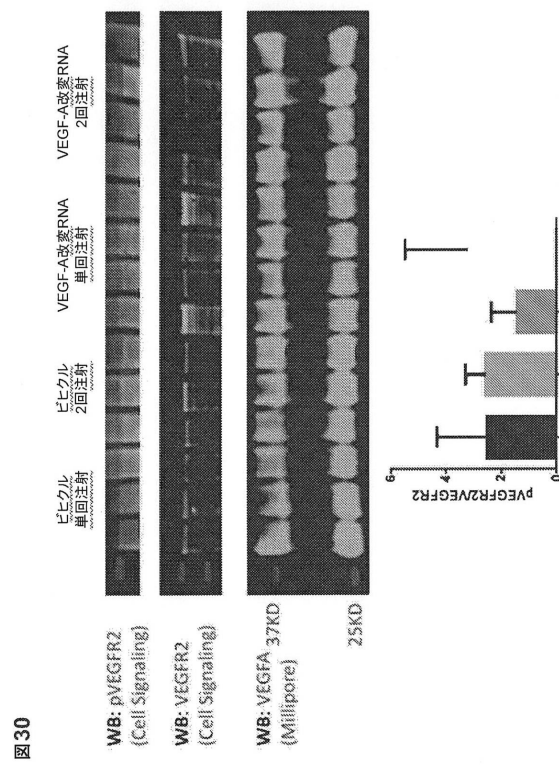 図30
ビヒクル
単回注射
ビヒクル
2回注射
VEGF-A改変RNA
単回注射
VEGF-A改変RNA
2回注射
WB: pVEGFR2
(Cell Signaling)
WB: VEGFR2
(Cell Signaling)
WB: VEGFA
(Millipore)
37KD
25KD
pVEGFR2/VEGFR2
6
4
2
0